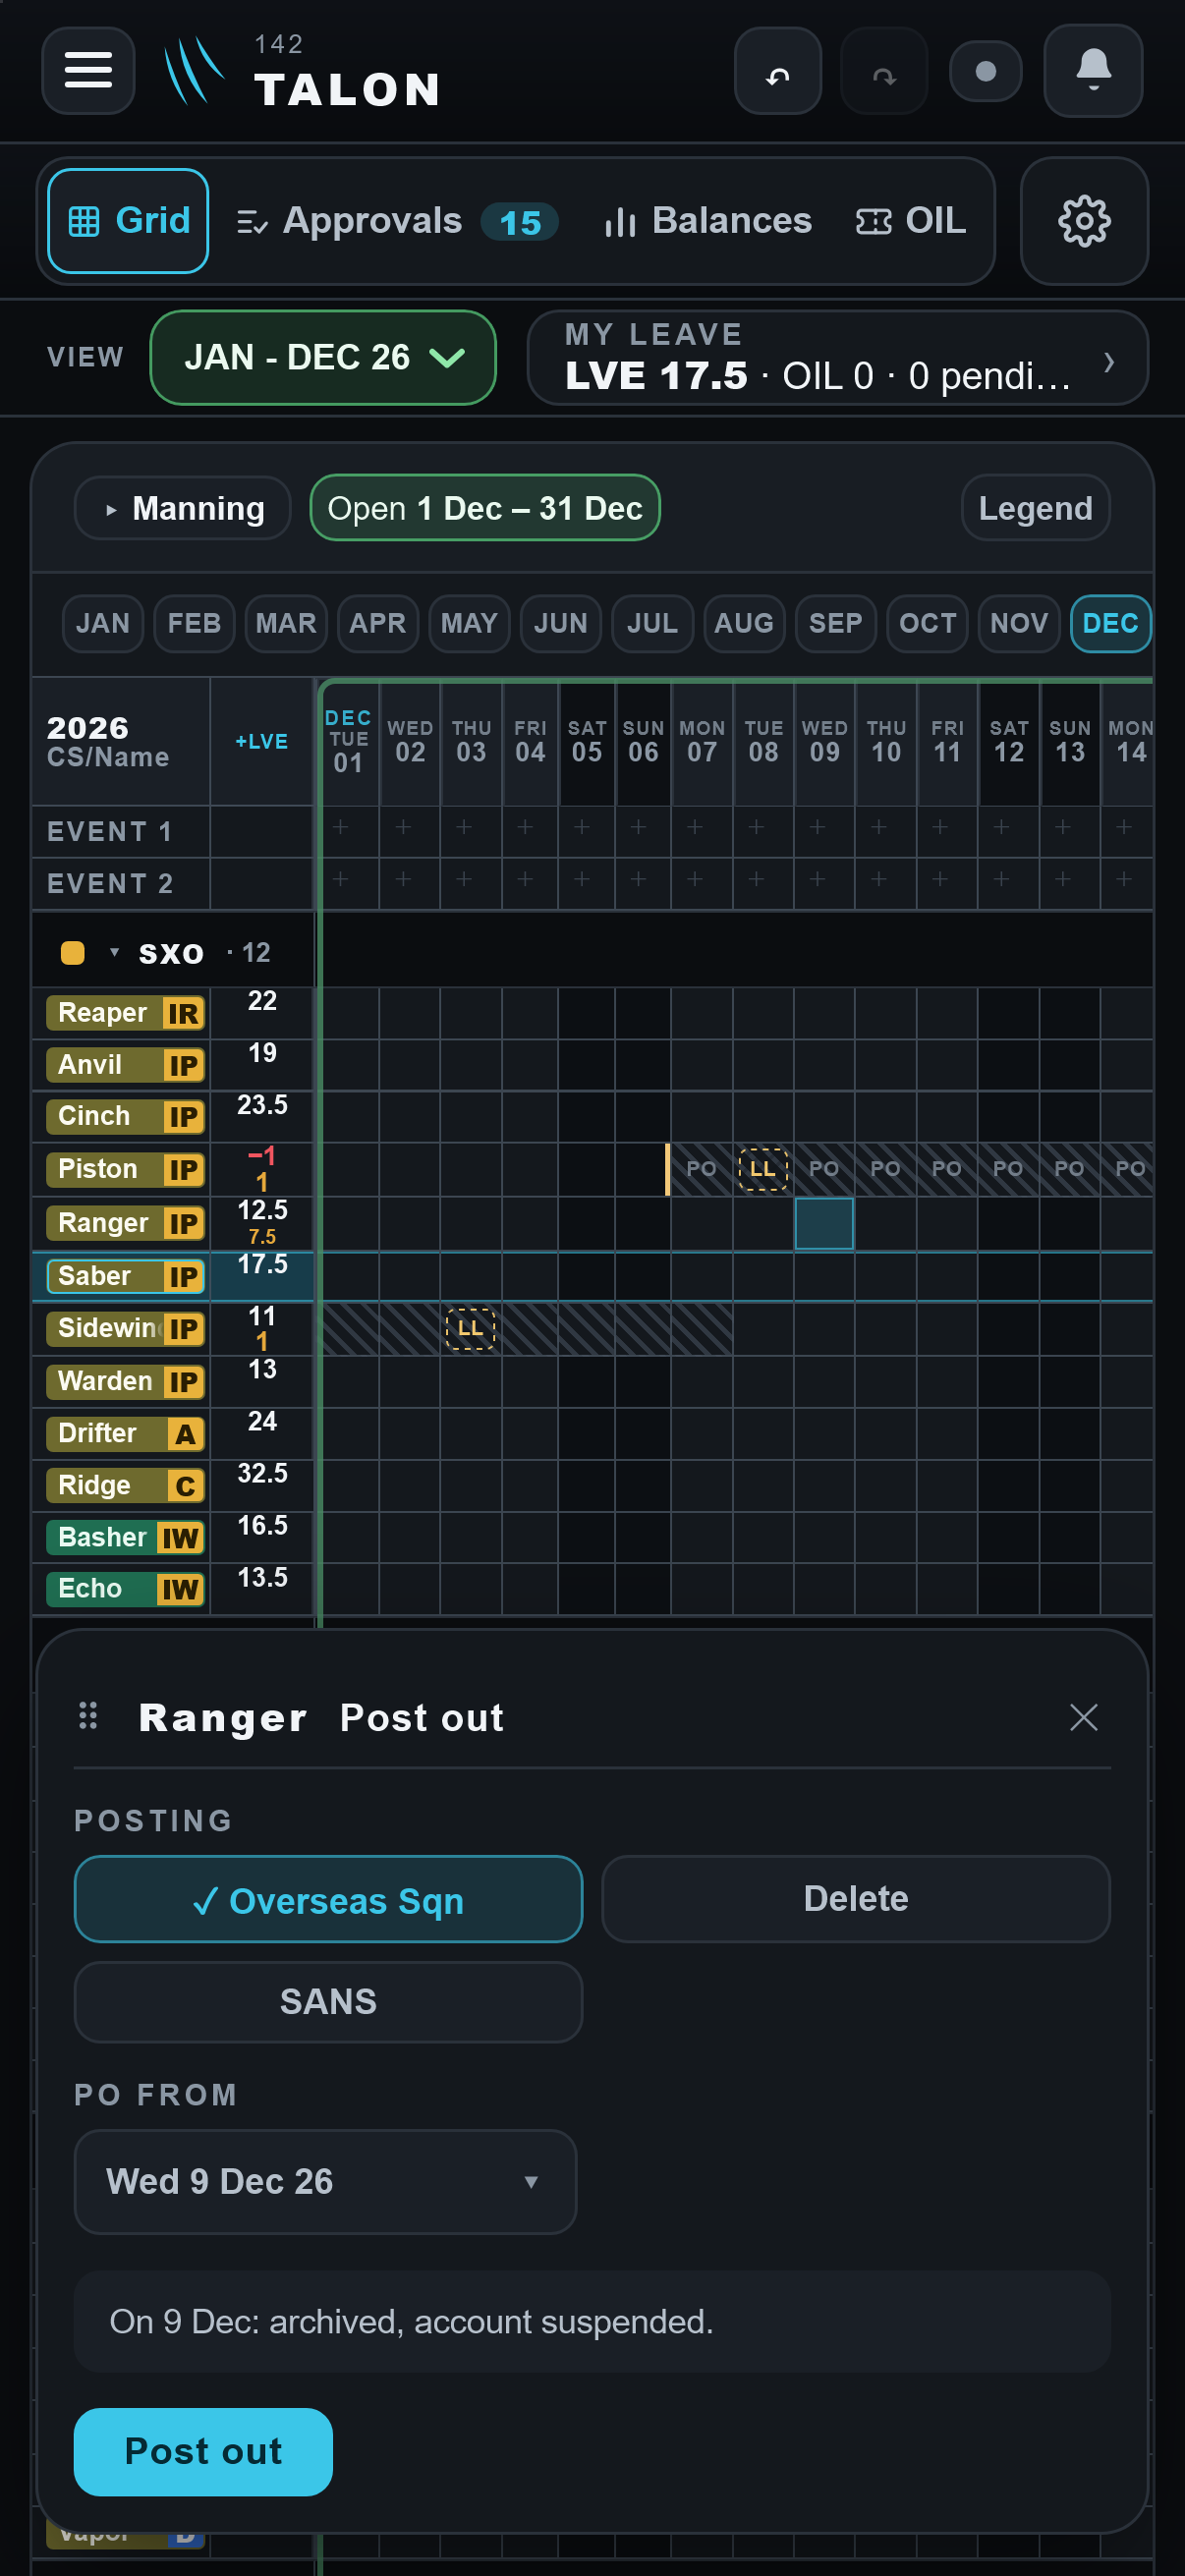 142
TALON
Grid Approvals 15 Balances OIL
VIEW JAN - DEC 26 MY LEAVE
LVE 17.5 · OIL 0 · 0 pendi… ›
▸ Manning Open 1 Dec – 31 Dec Legend
JAN FEB MAR APR MAY JUN JUL AUG SEP OCT NOV DEC
2026
CS/Name +LVE
DEC
TUE WED THU FRI SAT SUN MON TUE WED THU FRI SAT SUN MON
01 02 03 04 05 06 07 08 09 10 11 12 13 14
EVENT 1 + + + + + + + + + + + + + +
EVENT 2 + + + + + + + + + + + + + +
▾ SXO · 12
Reaper IR 22
Anvil IP 19
Cinch IP 23.5
Piston IP −1 PO LL PO PO PO PO PO PO
1
Ranger IP 12.5
7.5
Saber IP 17.5
Sidewin IP 11 LL
1
Warden IP 13
Drifter A 24
Ridge C 32.5
Basher IW 16.5
Echo IW 13.5
Ranger Post out
POSTING
✓ Overseas Sqn Delete
SANS
PO FROM
Wed 9 Dec 26 ▾
On 9 Dec: archived, account suspended.
Post out